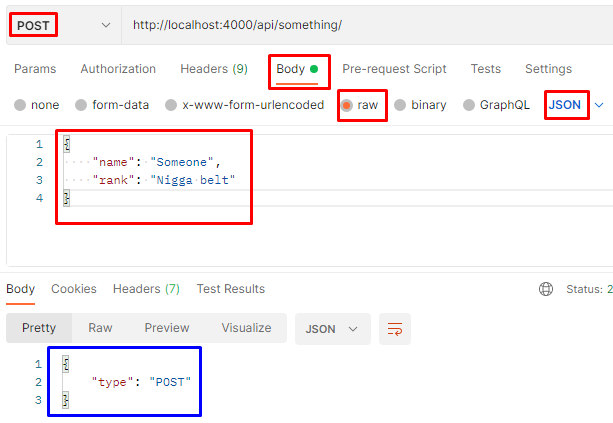 POST http://localhost:4000/api/something/
Params Authorization Headers (9) Body Pre-request Script Tests Settings
none form-data x-www-form-urlencoded raw binary GraphQL JSON
1 {
2 "name": "Someone",
3 "rank": "Nigga belt"
4 }
Body Cookies Headers (7) Test Results Status: 2
Pretty Raw Preview Visualize JSON
1 {
2 "type": "POST"
3 }